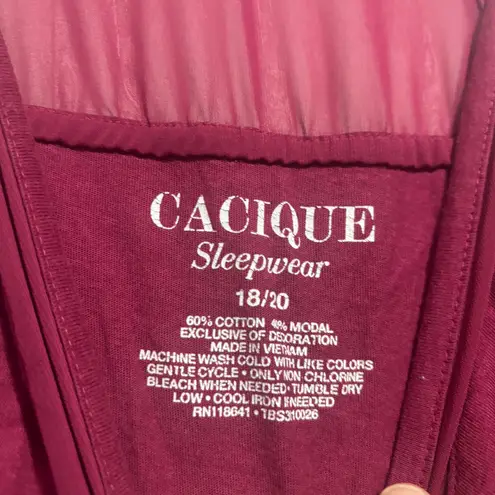 CACIQUE
Sleepwear
18/20
60% COTTON % MODAL
EXCLUSIVE OF DECORATION
MADE IN VIETNAM
MACHINE WASH COLD WITH LIKE COLORS
GENTLE CYCLE • ONLY NON-CHLORINE
BLEACH WHEN NEEDED • TUMBLE DRY
LOW • COOL IRON IF NEEDED
RN118641 •